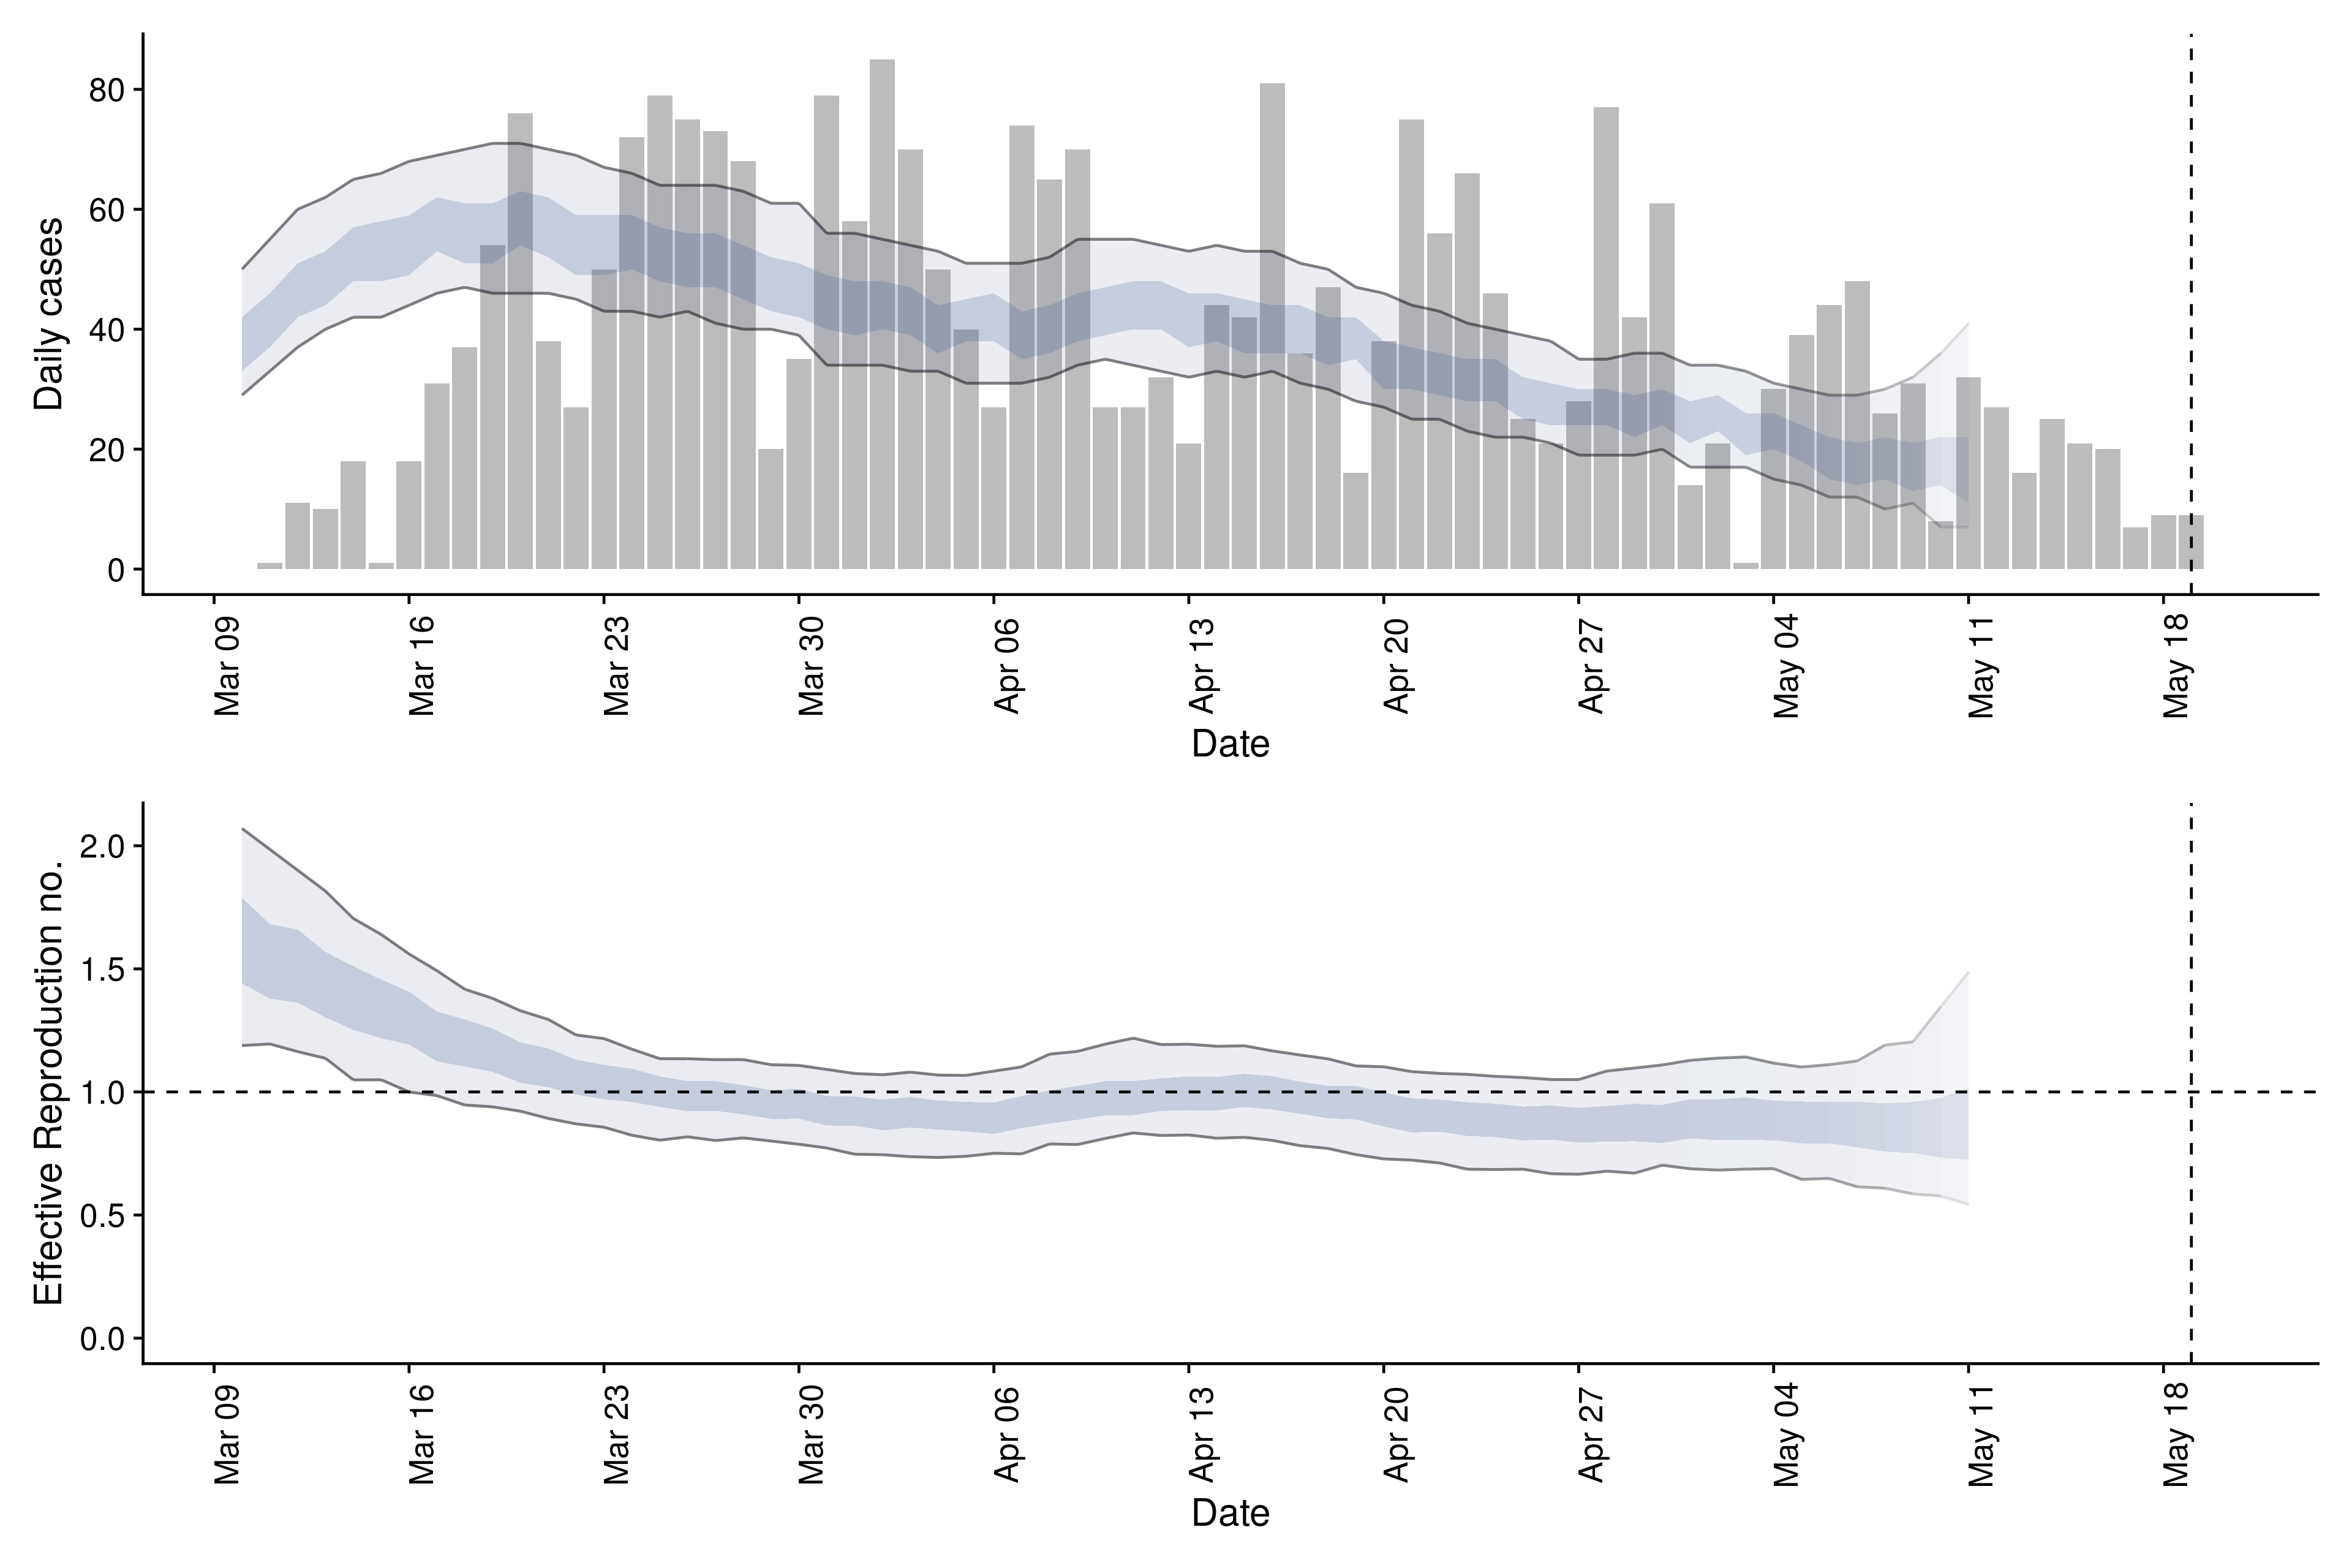 Daily cases
80
60
40
20
0
Mar 09
Mar 16
Mar 23
Mar 30
Apr 06
Apr 13
Apr 20
Apr 27
May 04
May 11
May 18
Date
Effective Reproduction no.
2.0
1.5
1.0
0.5
0.0
Mar 09
Mar 16
Mar 23
Mar 30
Apr 06
Apr 13
Apr 20
Apr 27
May 04
May 11
May 18
Date